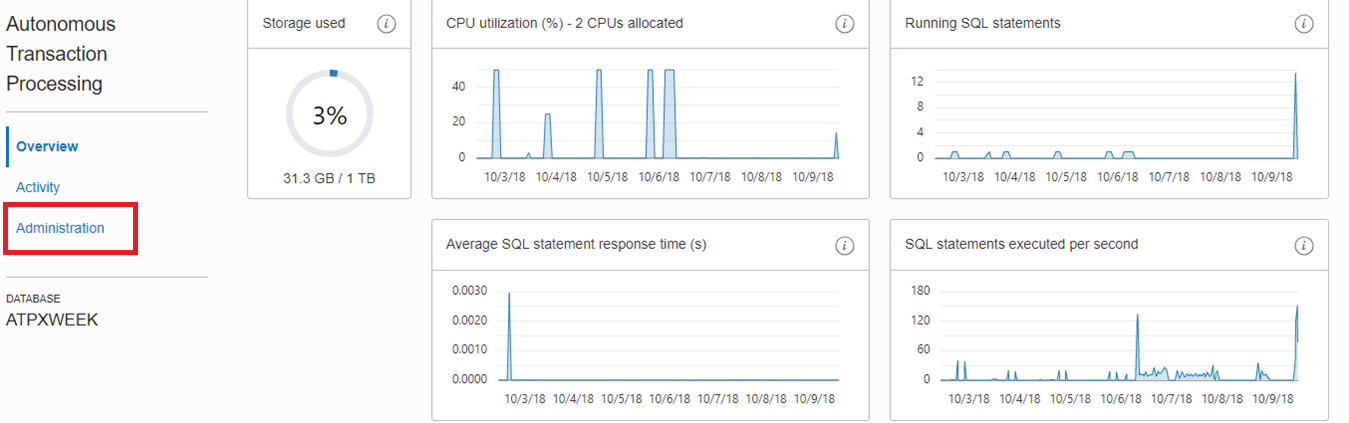 Autonomous
Transaction
Processing
Overview
Activity
Administration
DATABASE
ATPXWEEK
Storage used
i
3%
31.3 GB / 1 TB
CPU utilization (%) - 2 CPUs allocated
i
40
20
0
10/3/18 10/4/18 10/5/18 10/6/18 10/7/18 10/8/18 10/9/18
Running SQL statements
i
12
8
4
0
10/3/18 10/4/18 10/5/18 10/6/18 10/7/18 10/8/18 10/9/18
Average SQL statement response time (s)
i
0.0030
0.0020
0.0010
0.0000
10/3/18 10/4/18 10/5/18 10/6/18 10/7/18 10/8/18 10/9/18
SQL statements executed per second
i
180
120
60
0
10/3/18 10/4/18 10/5/18 10/6/18 10/7/18 10/8/18 10/9/18